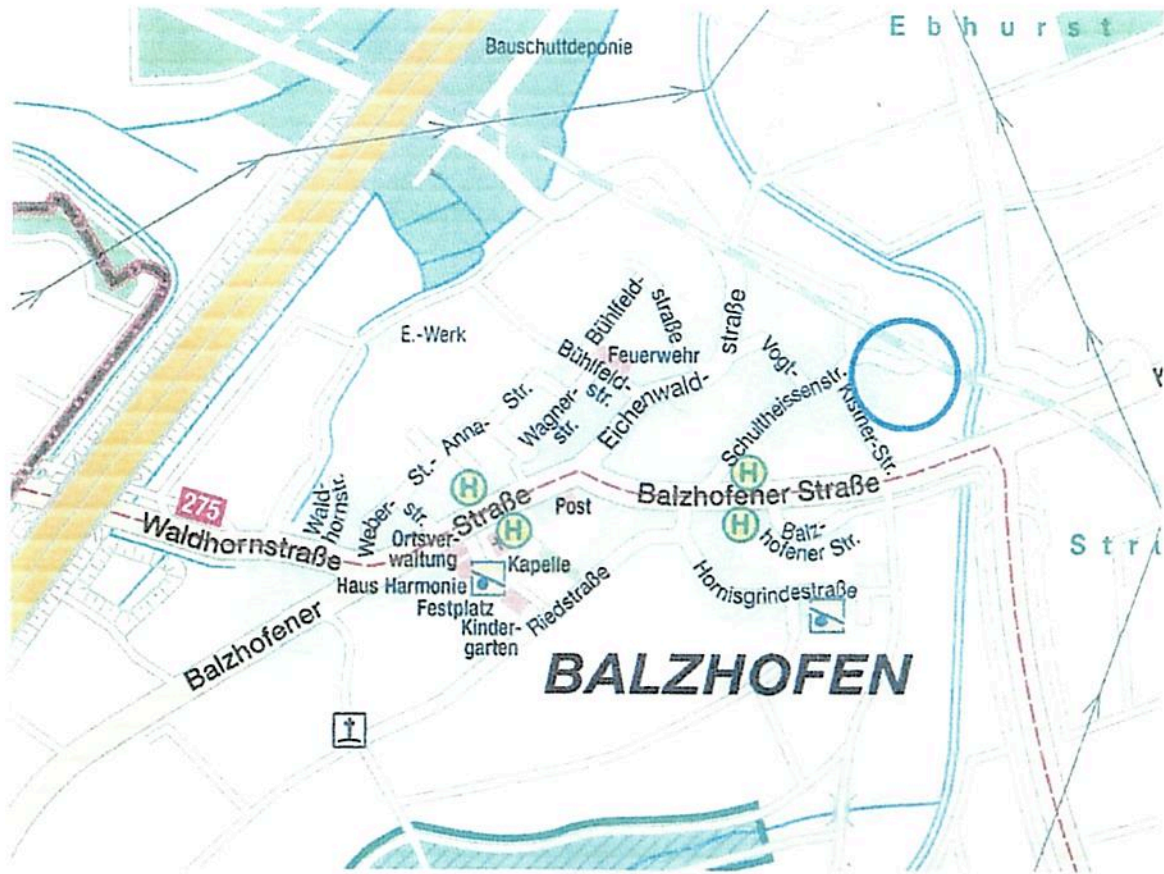 Ebhurst
Bauschuttdeponie
E.-Werk
Bühlfeld-
straße
Bühlfeld-
str.
Feuerwehr
Eichenwald-
straße
Vogt-
Kistner-Str.
Schultheissenstr.
Wagner-
str.
St.-
Anna-
Str.
Weber-
str.
Wald-
hornstr.
275
Waldhornstraße
H
H
H
H
Balzhofener
Straße
Balzhofener Straße
Post
Balz-
hofener Str.
Ortsver-
waltung
Kapelle
Haus Harmonie
Festplatz
Kinder-
garten
Riedstraße
Hornisgrindestraße
Stri
BALZHOFEN